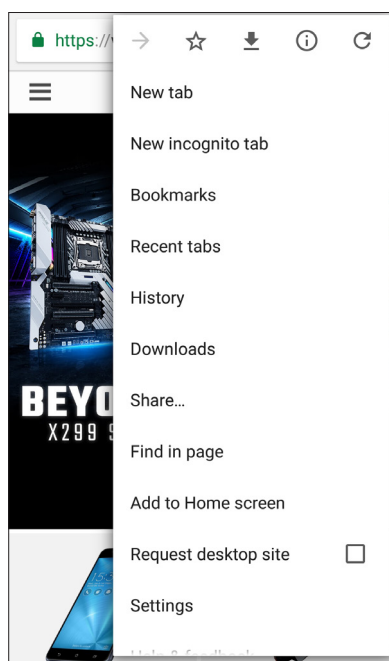 https://
New tab
New incognito tab
Bookmarks
Recent tabs
History
Downloads
Share...
Find in page
Add to Home screen
Request desktop site
Settings
BEYO
X299 S